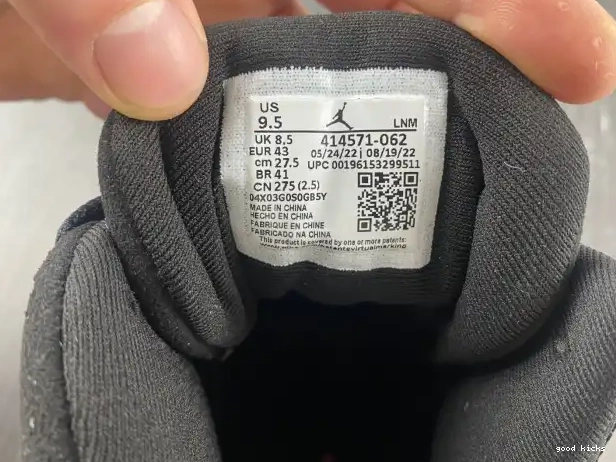 US
9.5
LNM
UK 8,5
414571-062
EUR 43
05/24/22 | 08/19/22
cm 27.5
UPC 00196153299511
BR 41
CN 275 (2.5)
04X03G0S0GB5Y
MADE IN CHINA
HECHO EN CHINA
FABRIQUE EN CHINE
FABRICADO NA CHINA
This product is covered by one or more patents:
good kicks